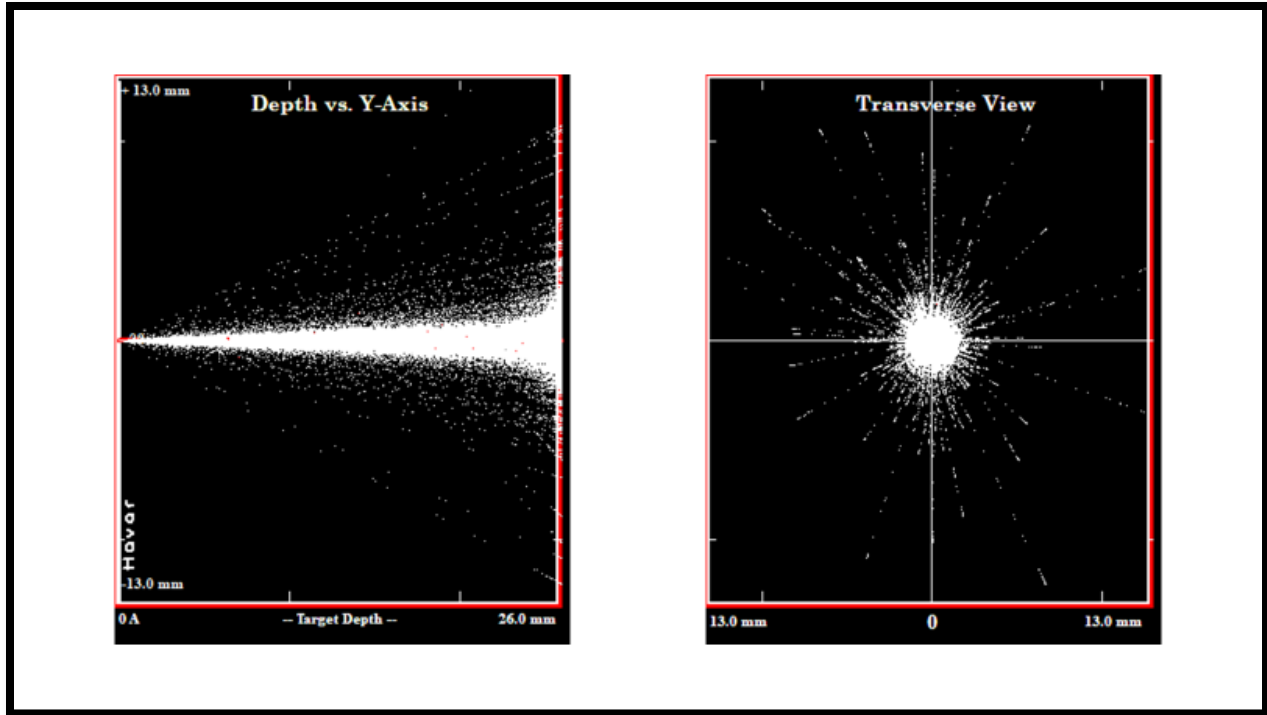 + 13.0 mm
Depth vs. Y-Axis
Havar
-13.0 mm
0 A
-- Target Depth --
26.0 mm
Transverse View
13.0 mm
0
13.0 mm